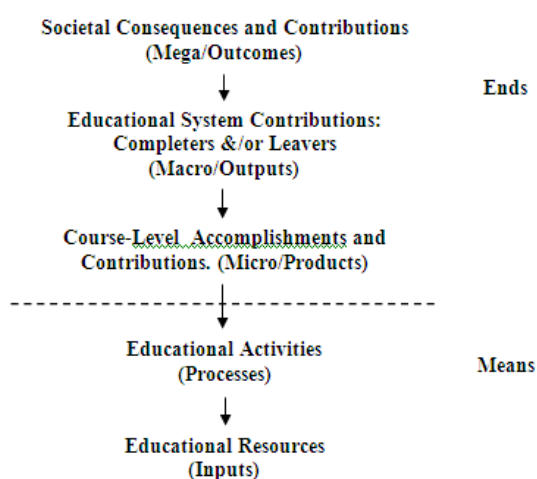 Societal Consequences and Contributions
(Mega/Outcomes)
Ends
Educational System Contributions:
Completers &/or Leavers
(Macro/Outputs)
Course-Level Accomplishments and
Contributions. (Micro/Products)
Educational Activities
(Processes)
Means
Educational Resources
(Inputs)